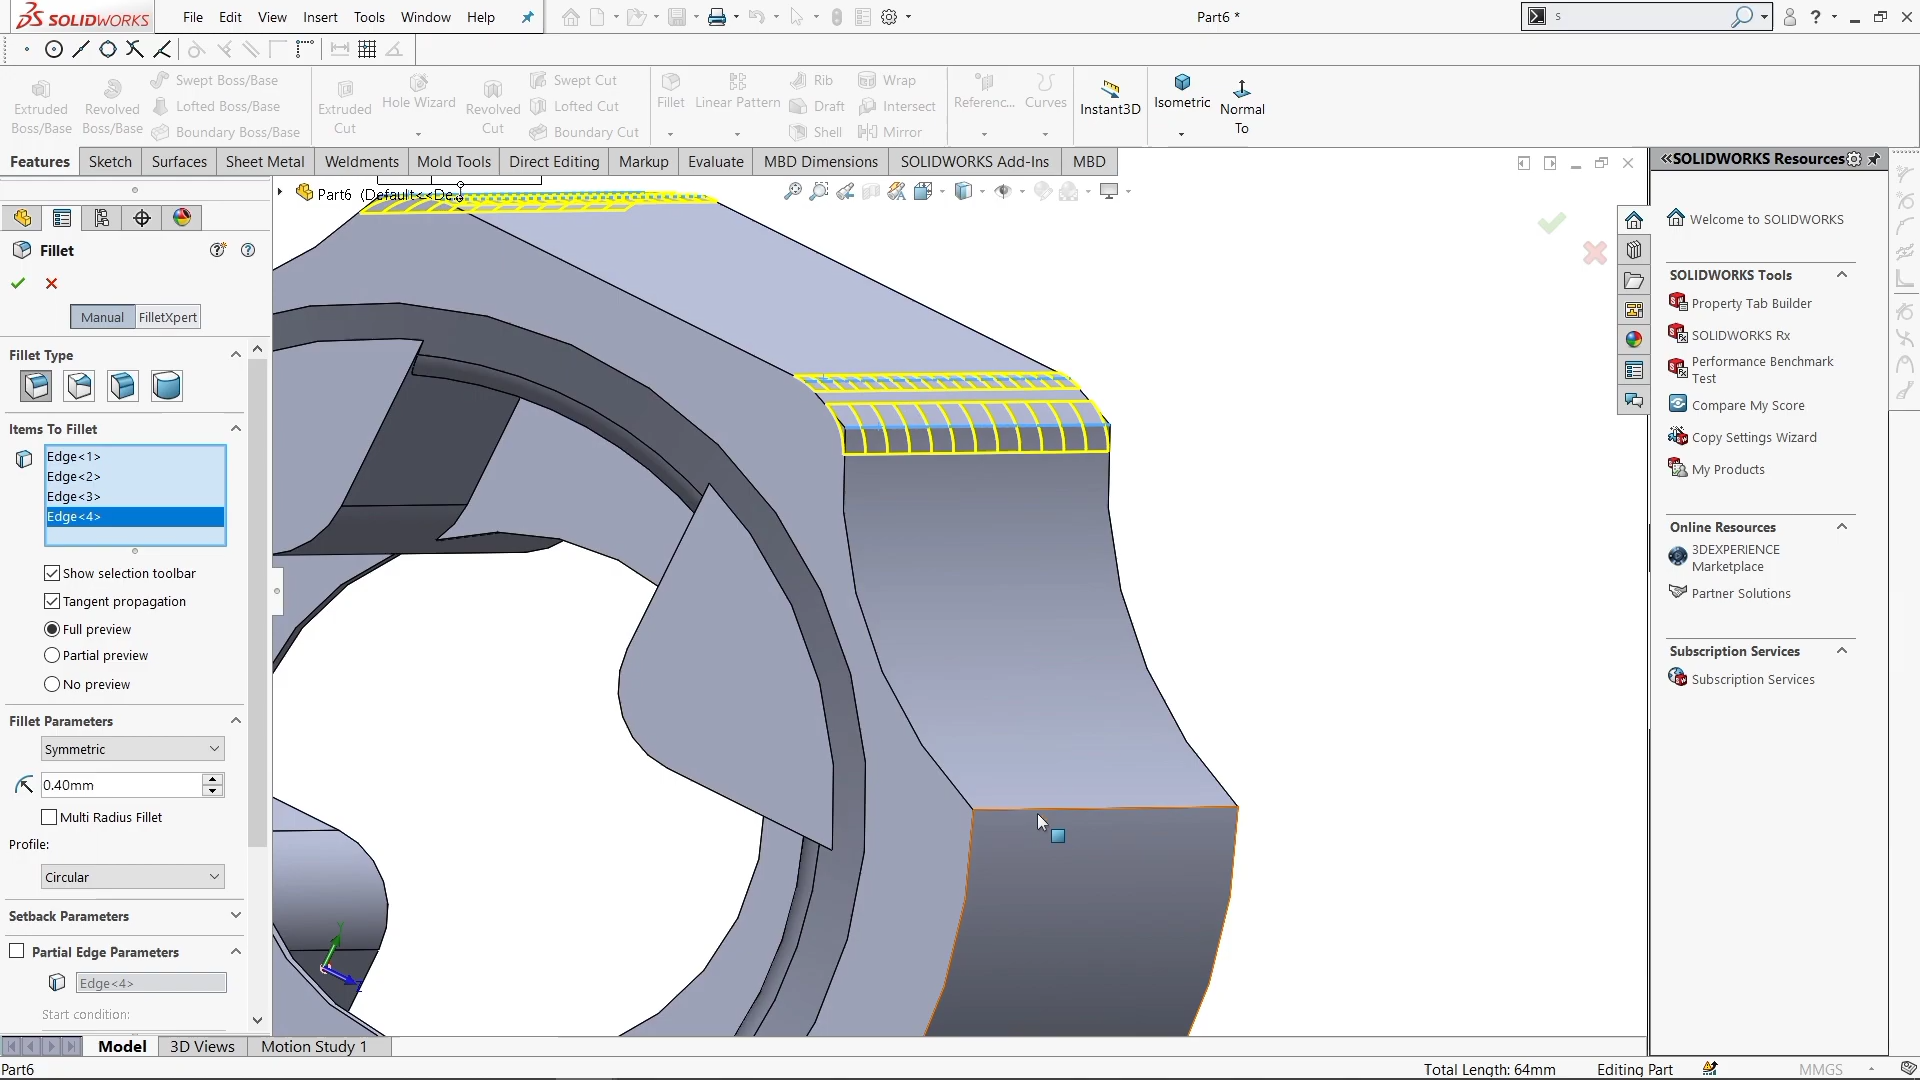 SOLIDWORKS
File Edit View Insert Tools Window Help
Part6 *
s
Extruded Boss/Base
Revolved Boss/Base
Swept Boss/Base
Lofted Boss/Base
Boundary Boss/Base
Extruded Cut
Hole Wizard
Revolved Cut
Swept Cut
Lofted Cut
Boundary Cut
Fillet
Linear Pattern
Rib
Draft
Shell
Wrap
Intersect
Mirror
Referenc...
Curves
Instant3D
Isometric
Normal To
Features Sketch Surfaces Sheet Metal Weldments Mold Tools Direct Editing Markup Evaluate MBD Dimensions SOLIDWORKS Add-Ins MBD
Part6 (Default<<De...
Fillet
Manual FilletXpert
Fillet Type
Items To Fillet
Edge<1>
Edge<2>
Edge<3>
Edge<4>
Show selection toolbar
Tangent propagation
Full preview
Partial preview
No preview
Fillet Parameters
Symmetric
0.40mm
Multi Radius Fillet
Profile:
Circular
Setback Parameters
Partial Edge Parameters
Edge<4>
Start condition:
Y
Z
SOLIDWORKS Resources
Welcome to SOLIDWORKS
SOLIDWORKS Tools
Property Tab Builder
SOLIDWORKS Rx
Performance Benchmark
Test
Compare My Score
Copy Settings Wizard
My Products
Online Resources
3DEXPERIENCE
Marketplace
Partner Solutions
Subscription Services
Subscription Services
Model 3D Views Motion Study 1
Part6
Total Length: 64mm
Editing Part
MMGS